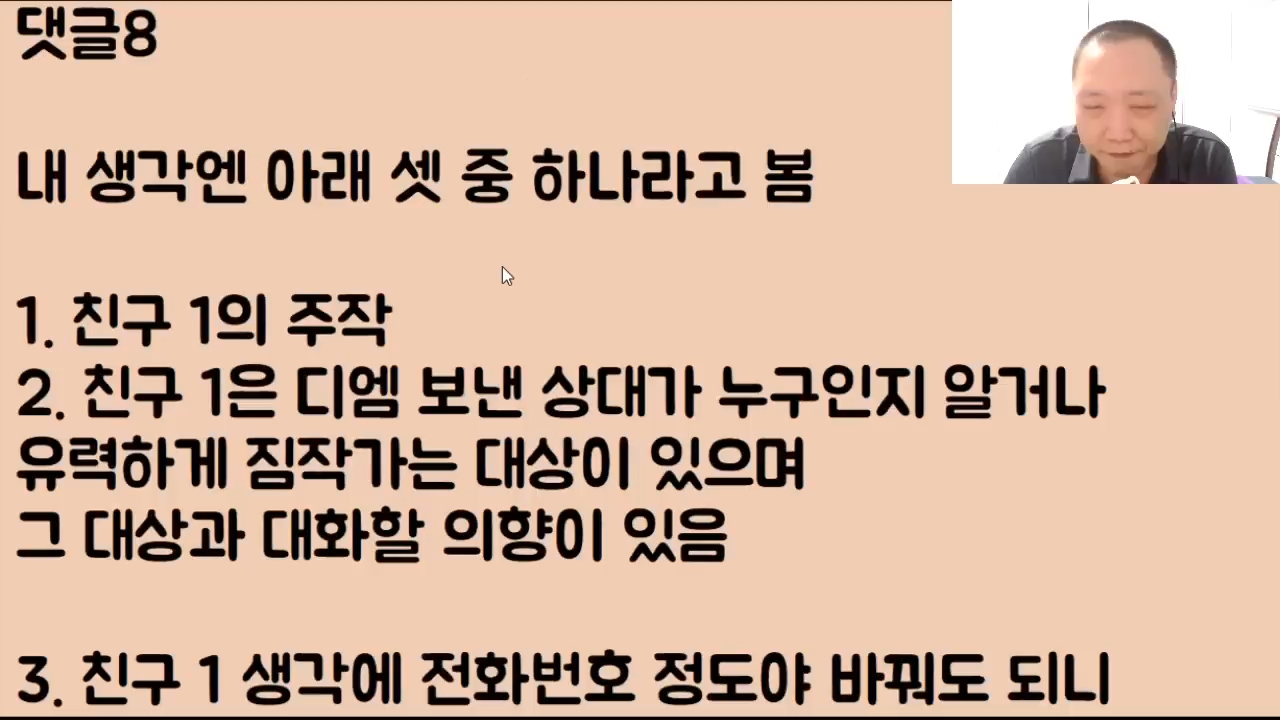 댓글8
내 생각엔 아래 셋 중 하나라고 봄
1. 친구 1의 주작
2. 친구 1은 디엠 보낸 상대가 누구인지 알거나
유력하게 짐작가는 대상이 있으며
그 대상과 대화할 의향이 있음
3. 친구 1 생각에 전화번호 정도야 바꿔도 되니